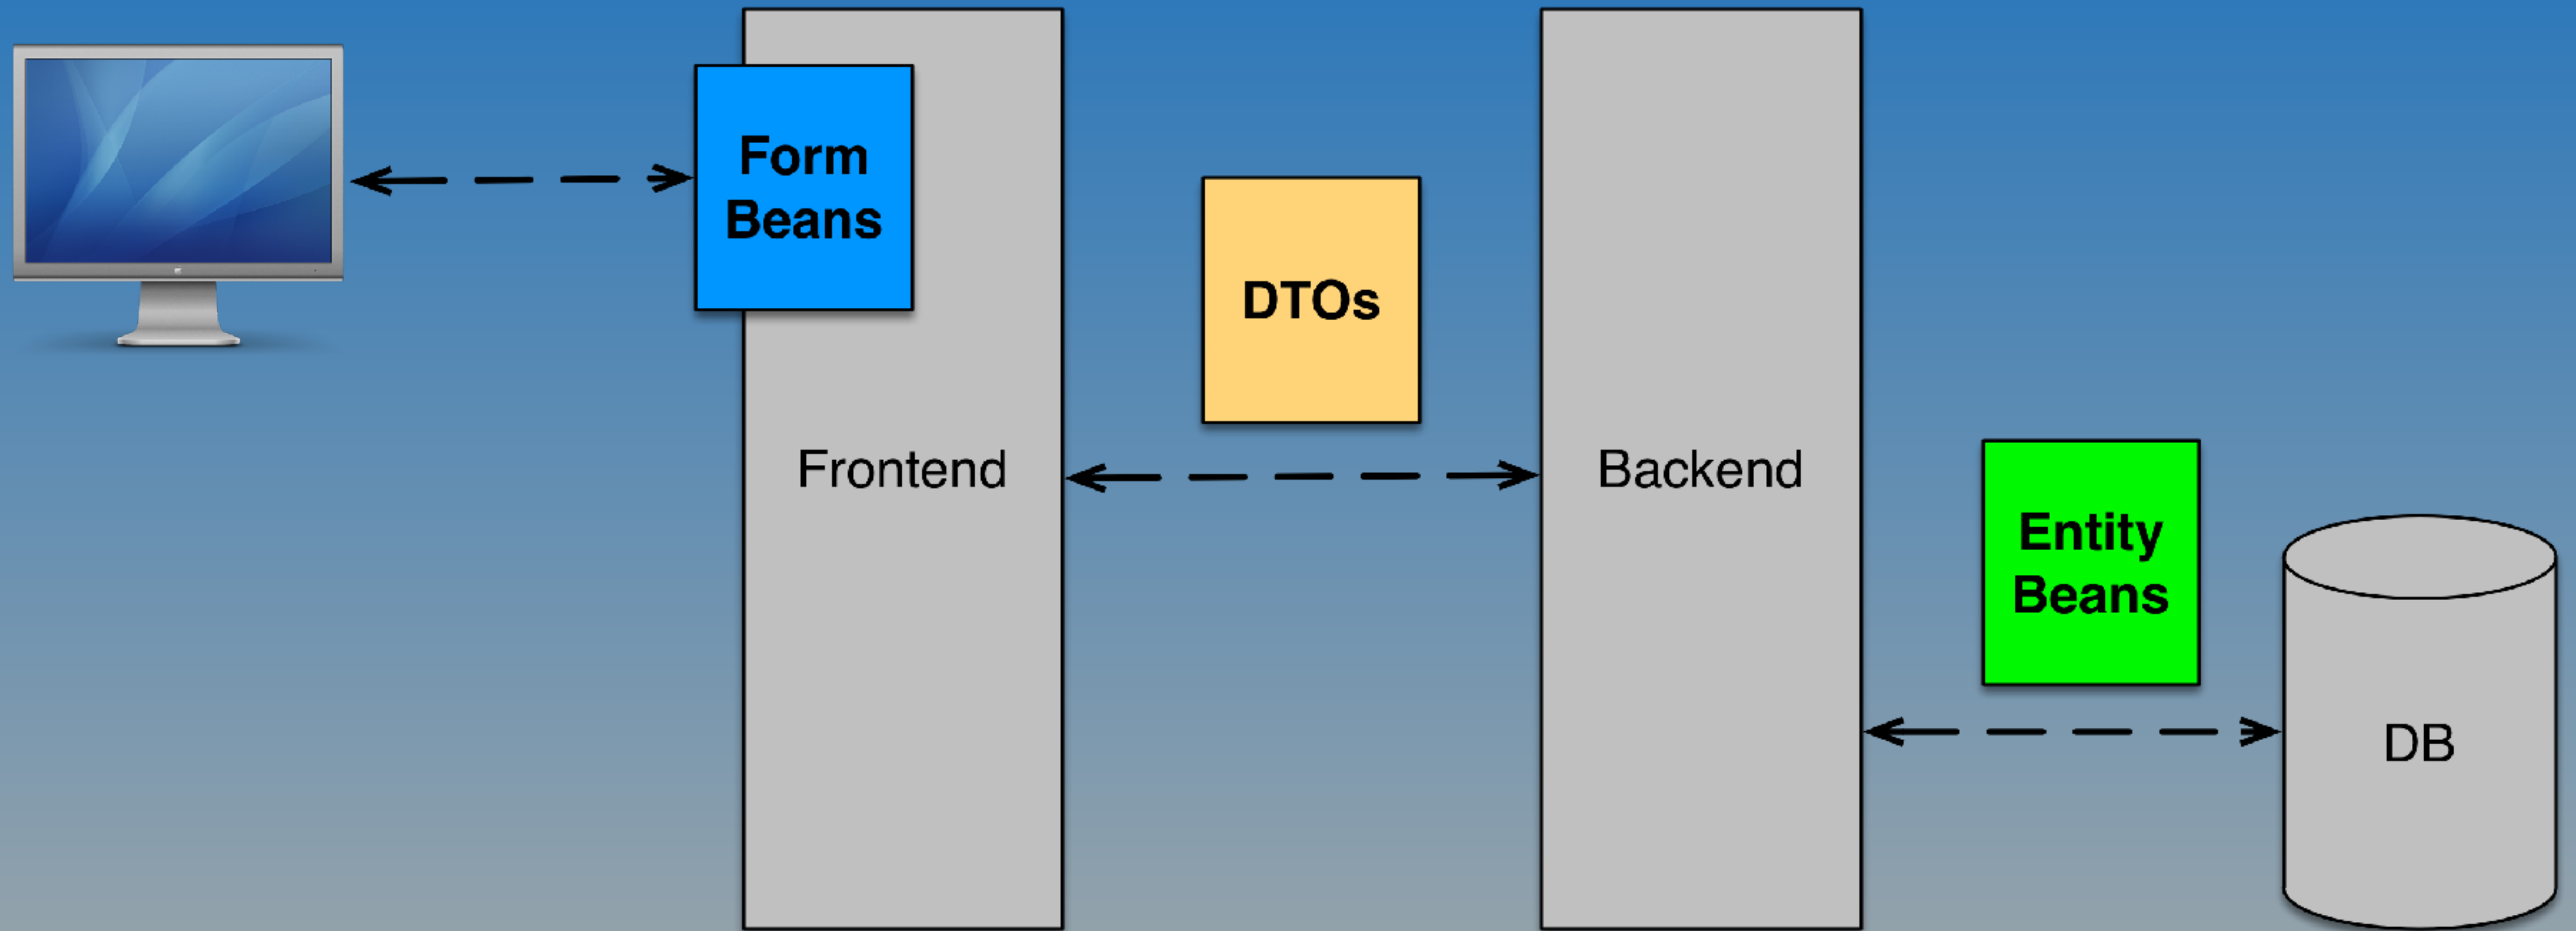 Form
Beans
DTOs
Frontend
Backend
Entity
Beans
DB